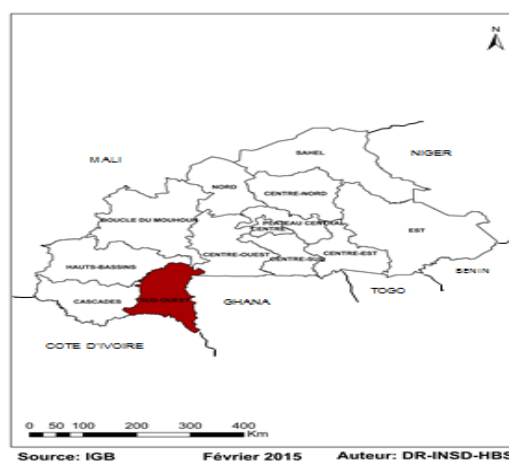 N
SAHEL
MALI
NIGER
NORD
CENTRE-NORD
BOUCLE DU MOUHOUN
PLATEAU CENTRAL
CENTRE
EST
CENTRE-OUEST
CENTRE-EST
CENTRE-SUD
HAUTS-BASSINS
BENIN
TOGO
CASCADES
SUD-OUEST
GHANA
COTE D'IVOIRE
0 50 100 200 300 400
Km
Source: IGB Février 2015 Auteur: DR-INSD-HBS